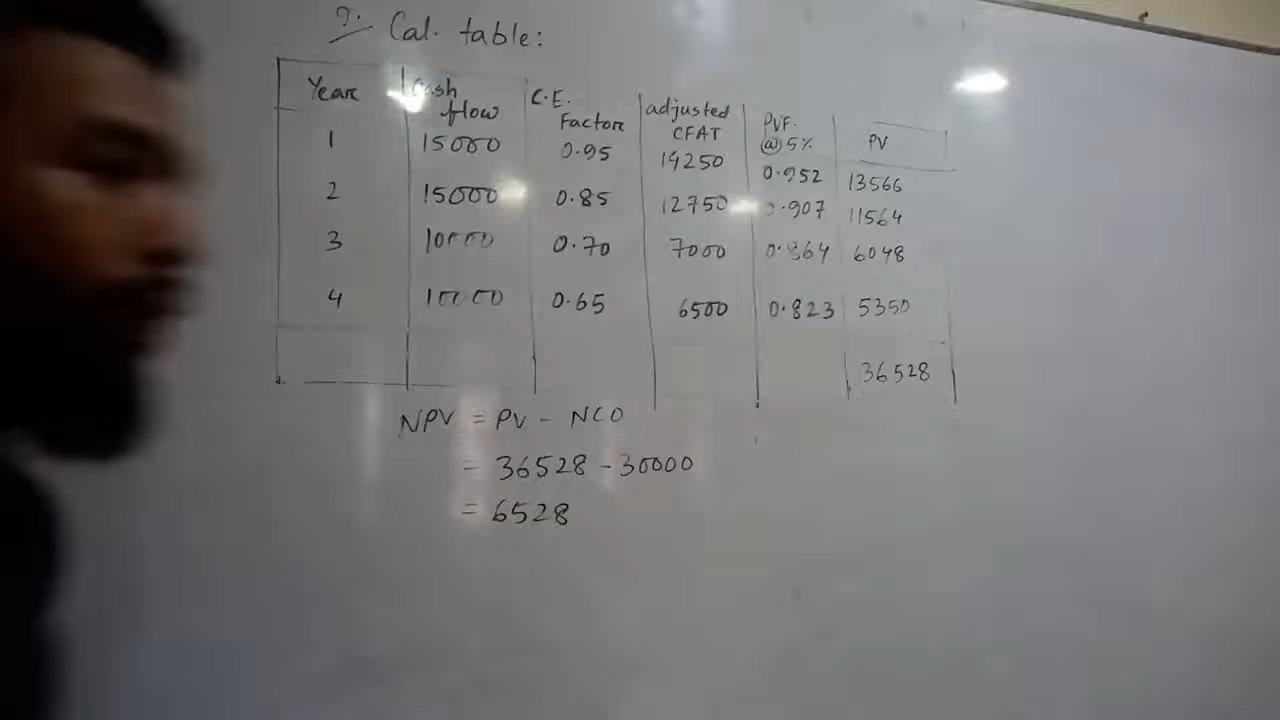 9. Cal. table:
Year Cash flow C.E. Factor adjusted CFAT PVF. @ 5% PV
1 15000 0.95 14250 0.952 13566
2 15000 0.85 12750 0.907 11564
3 10000 0.70 7000 0.864 6048
4 10000 0.65 6500 0.823 5350
36528
NPV = PV - NCO
= 36528 - 30000
= 6528